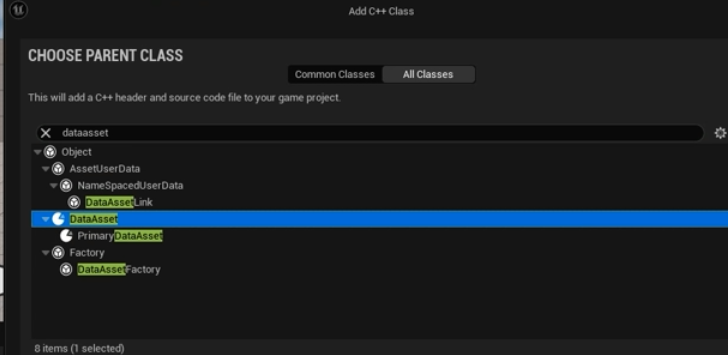 Add C++ Class
CHOOSE PARENT CLASS
Common Classes All Classes
This will add a C++ header and source code file to your game project.
dataasset
Object
AssetUserData
NameSpacedUserData
DataAssetLink
DataAsset
PrimaryDataAsset
Factory
DataAssetFactory
8 items (1 selected)